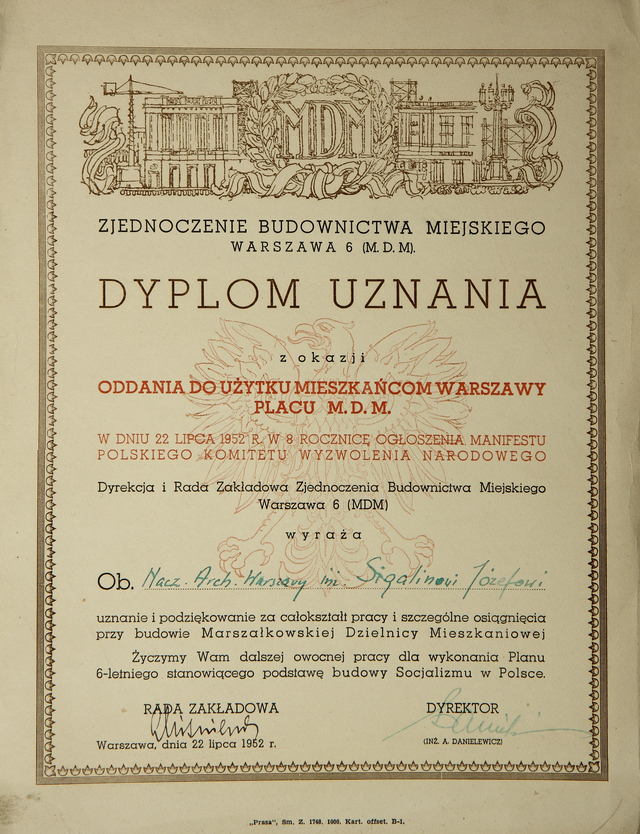 MDM
ZJEDNOCZENIE BUDOWNICTWA MIEJSKIEGO
WARSZAWA 6 (M.D.M).
DYPLOM UZNANIA
z okazji
ODDANIA DO UŻYTKU MIESZKAŃCOM WARSZAWY
PLACU M.D.M.
W DNIU 22 LIPCA 1952 R. W 8 ROCZNICĘ OGŁOSZENIA MANIFESTU
POLSKIEGO KOMITETU WYZWOLENIA NARODOWEGO
Dyrekcja i Rada Zakładowa Zjednoczenia Budownictwa Miejskiego
Warszawa 6 (MDM)
wyraża
Ob. Nacz. Arch. Warszawy inż. Sigalinowi Józefowi
uznanie i podziękowanie za całokształt pracy i szczególne osiągnięcia
przy budowie Marszałkowskiej Dzielnicy Mieszkaniowej
Życzymy Wam dalszej owocnej pracy dla wykonania Planu
6-letniego stanowiącego podstawę budowy Socjalizmu w Polsce.
RADA ZAKŁADOWA DYREKTOR
Warszawa, dnia 22 lipca 1952 r. (INŻ. A. DANIELEWICZ)
„Prasa", Sm. Z. 1748. 1000. Kart. offset. B-1.